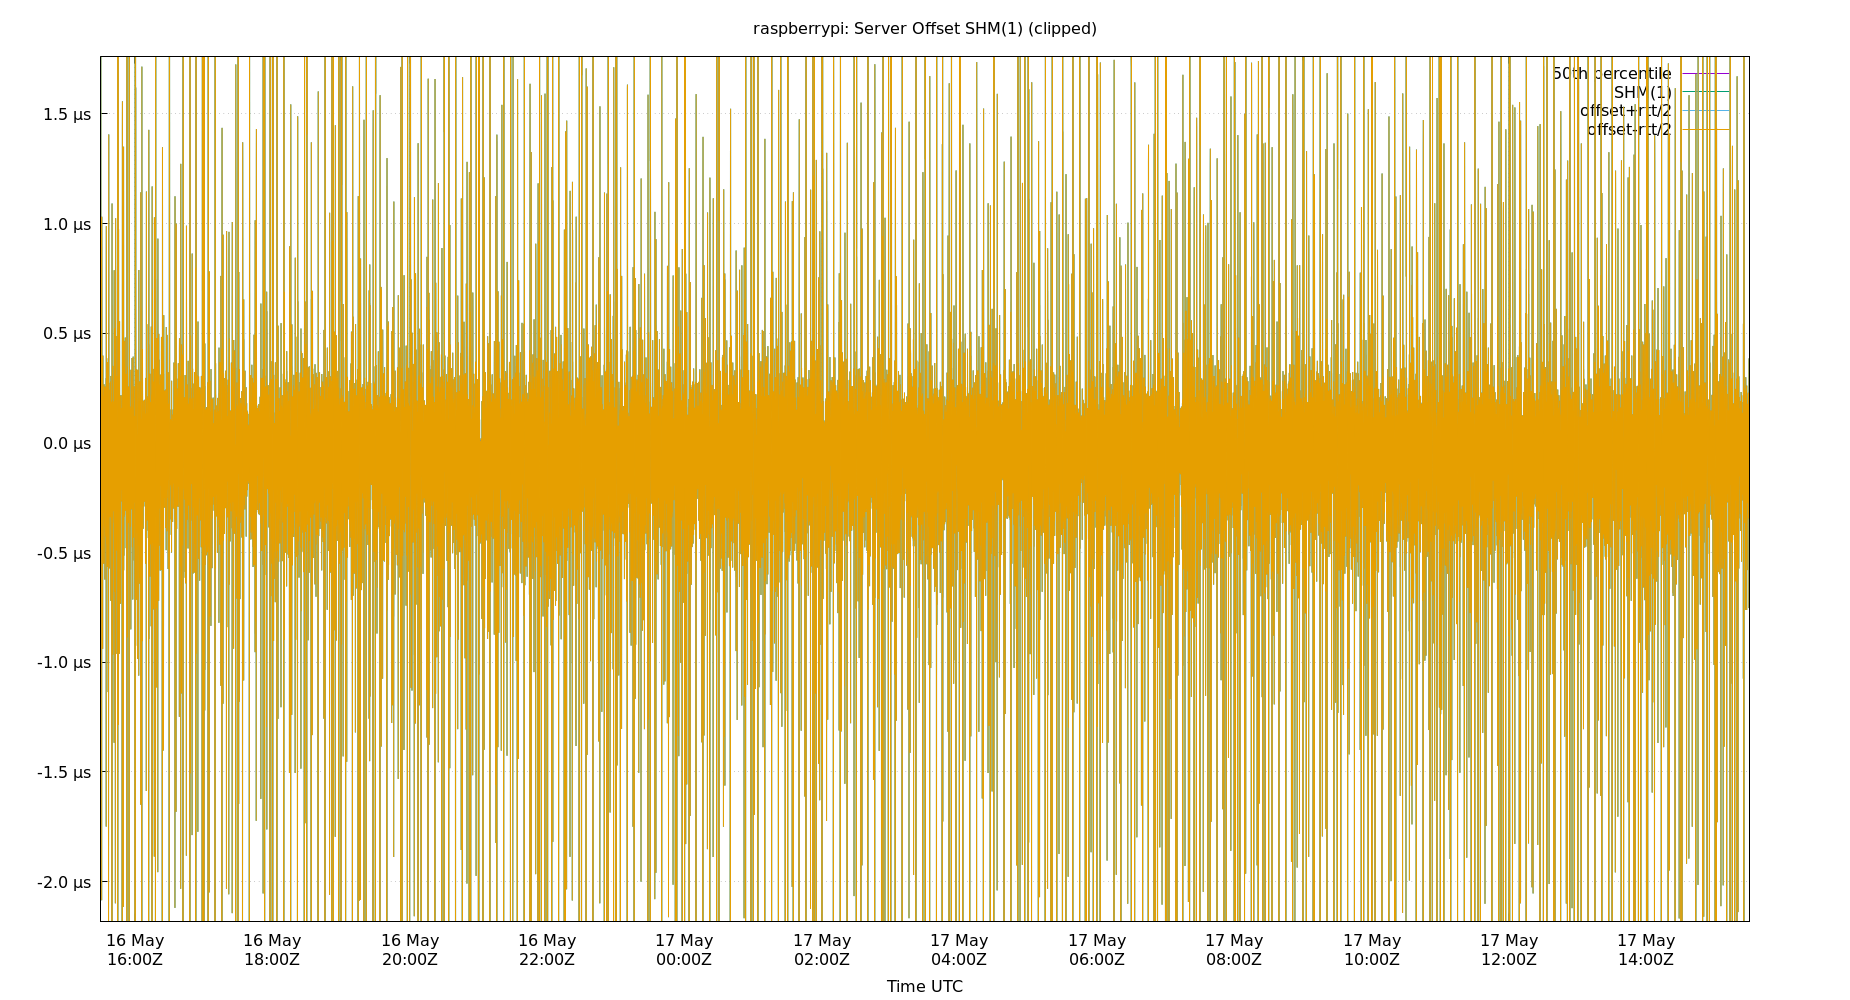 raspberrypi: Server Offset SHM(1) (clipped)
50th percentile
SHM(1)
offset+rtt/2
offset-rtt/2
1.5 µs
1.0 µs
0.5 µs
0.0 µs
-0.5 µs
-1.0 µs
-1.5 µs
-2.0 µs
16 May 16 May 16 May 16 May 17 May 17 May 17 May 17 May 17 May 17 May 17 May 17 May
16:00Z 18:00Z 20:00Z 22:00Z 00:00Z 02:00Z 04:00Z 06:00Z 08:00Z 10:00Z 12:00Z 14:00Z
Time UTC